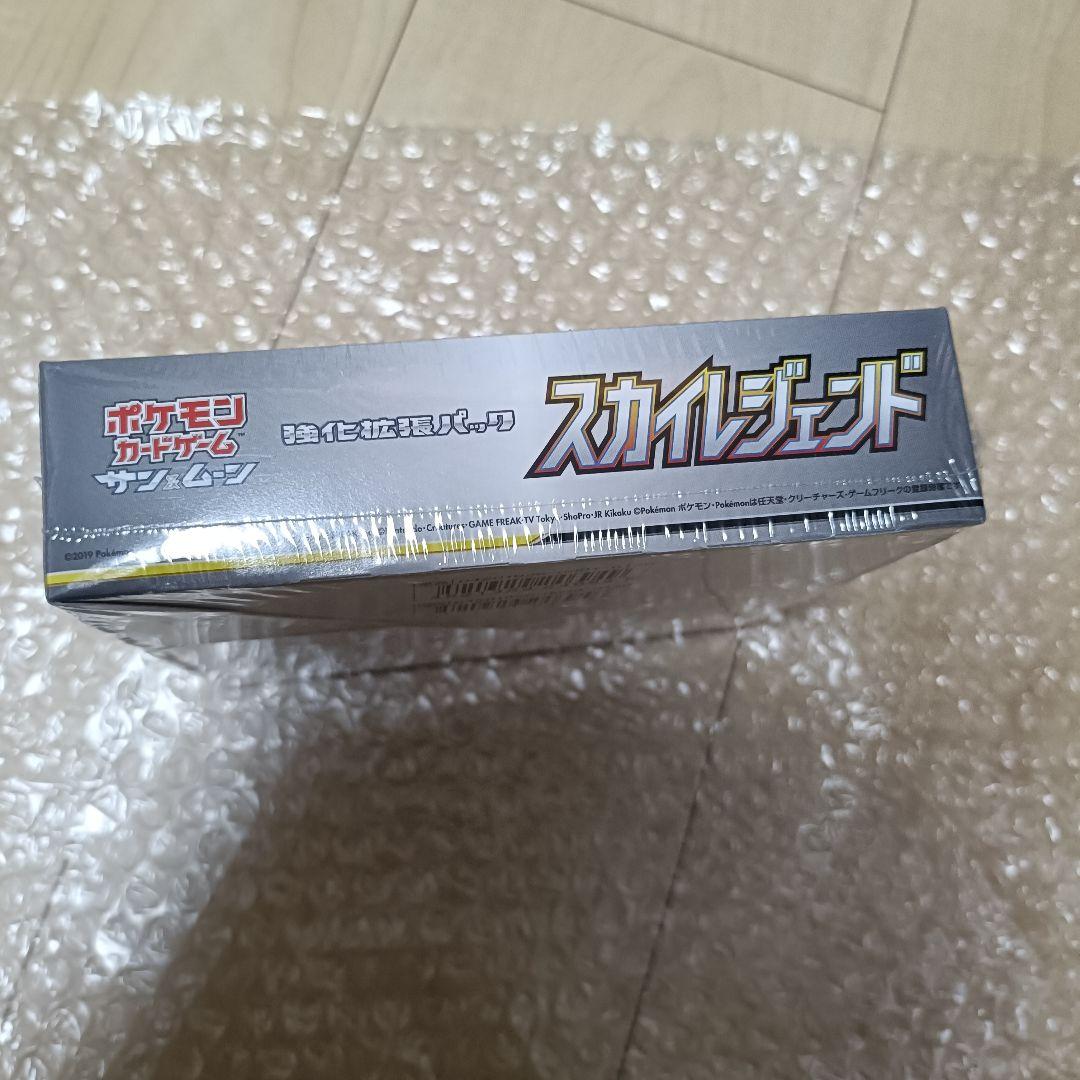 ポケモン
カードゲーム™
サン&ムーン
強化拡張パック
スカイレジェンド
©2019 Pokémon
Nintendo・Creatures・GAME FREAK・TV Tokyo・ShoPro・JR Kikaku ©Pokémon ポケモン・Pokémonは任天堂・クリーチャーズ・ゲームフリークの登録商標です